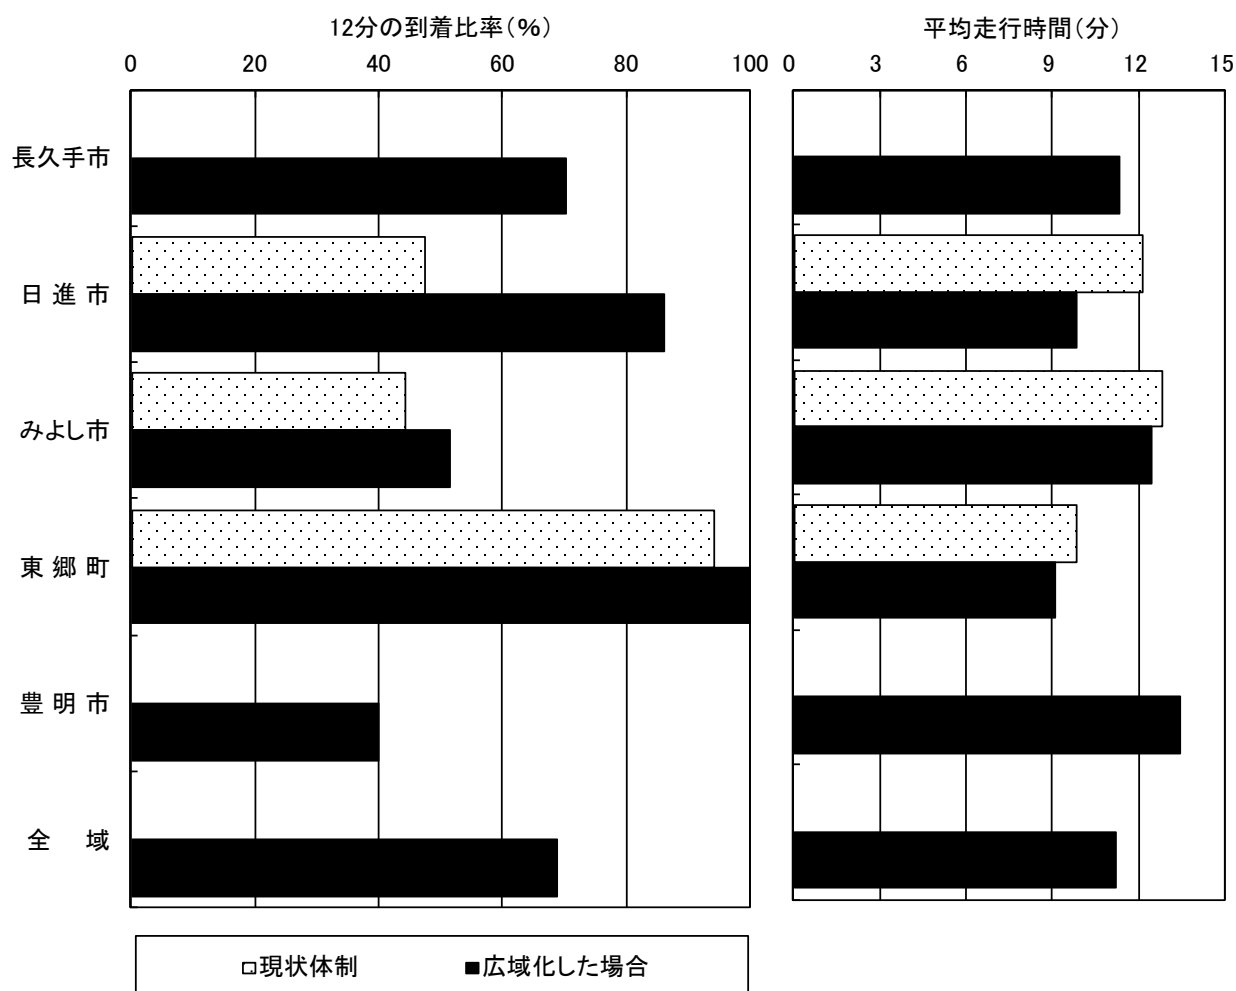 12分の到着比率(%)
平均走行時間(分)
0 20 40 60 80 100
0 3 6 9 12 15
長久手市
日 進 市
みよし市
東 郷 町
豊 明 市
全 域
現状体制
広域化した場合